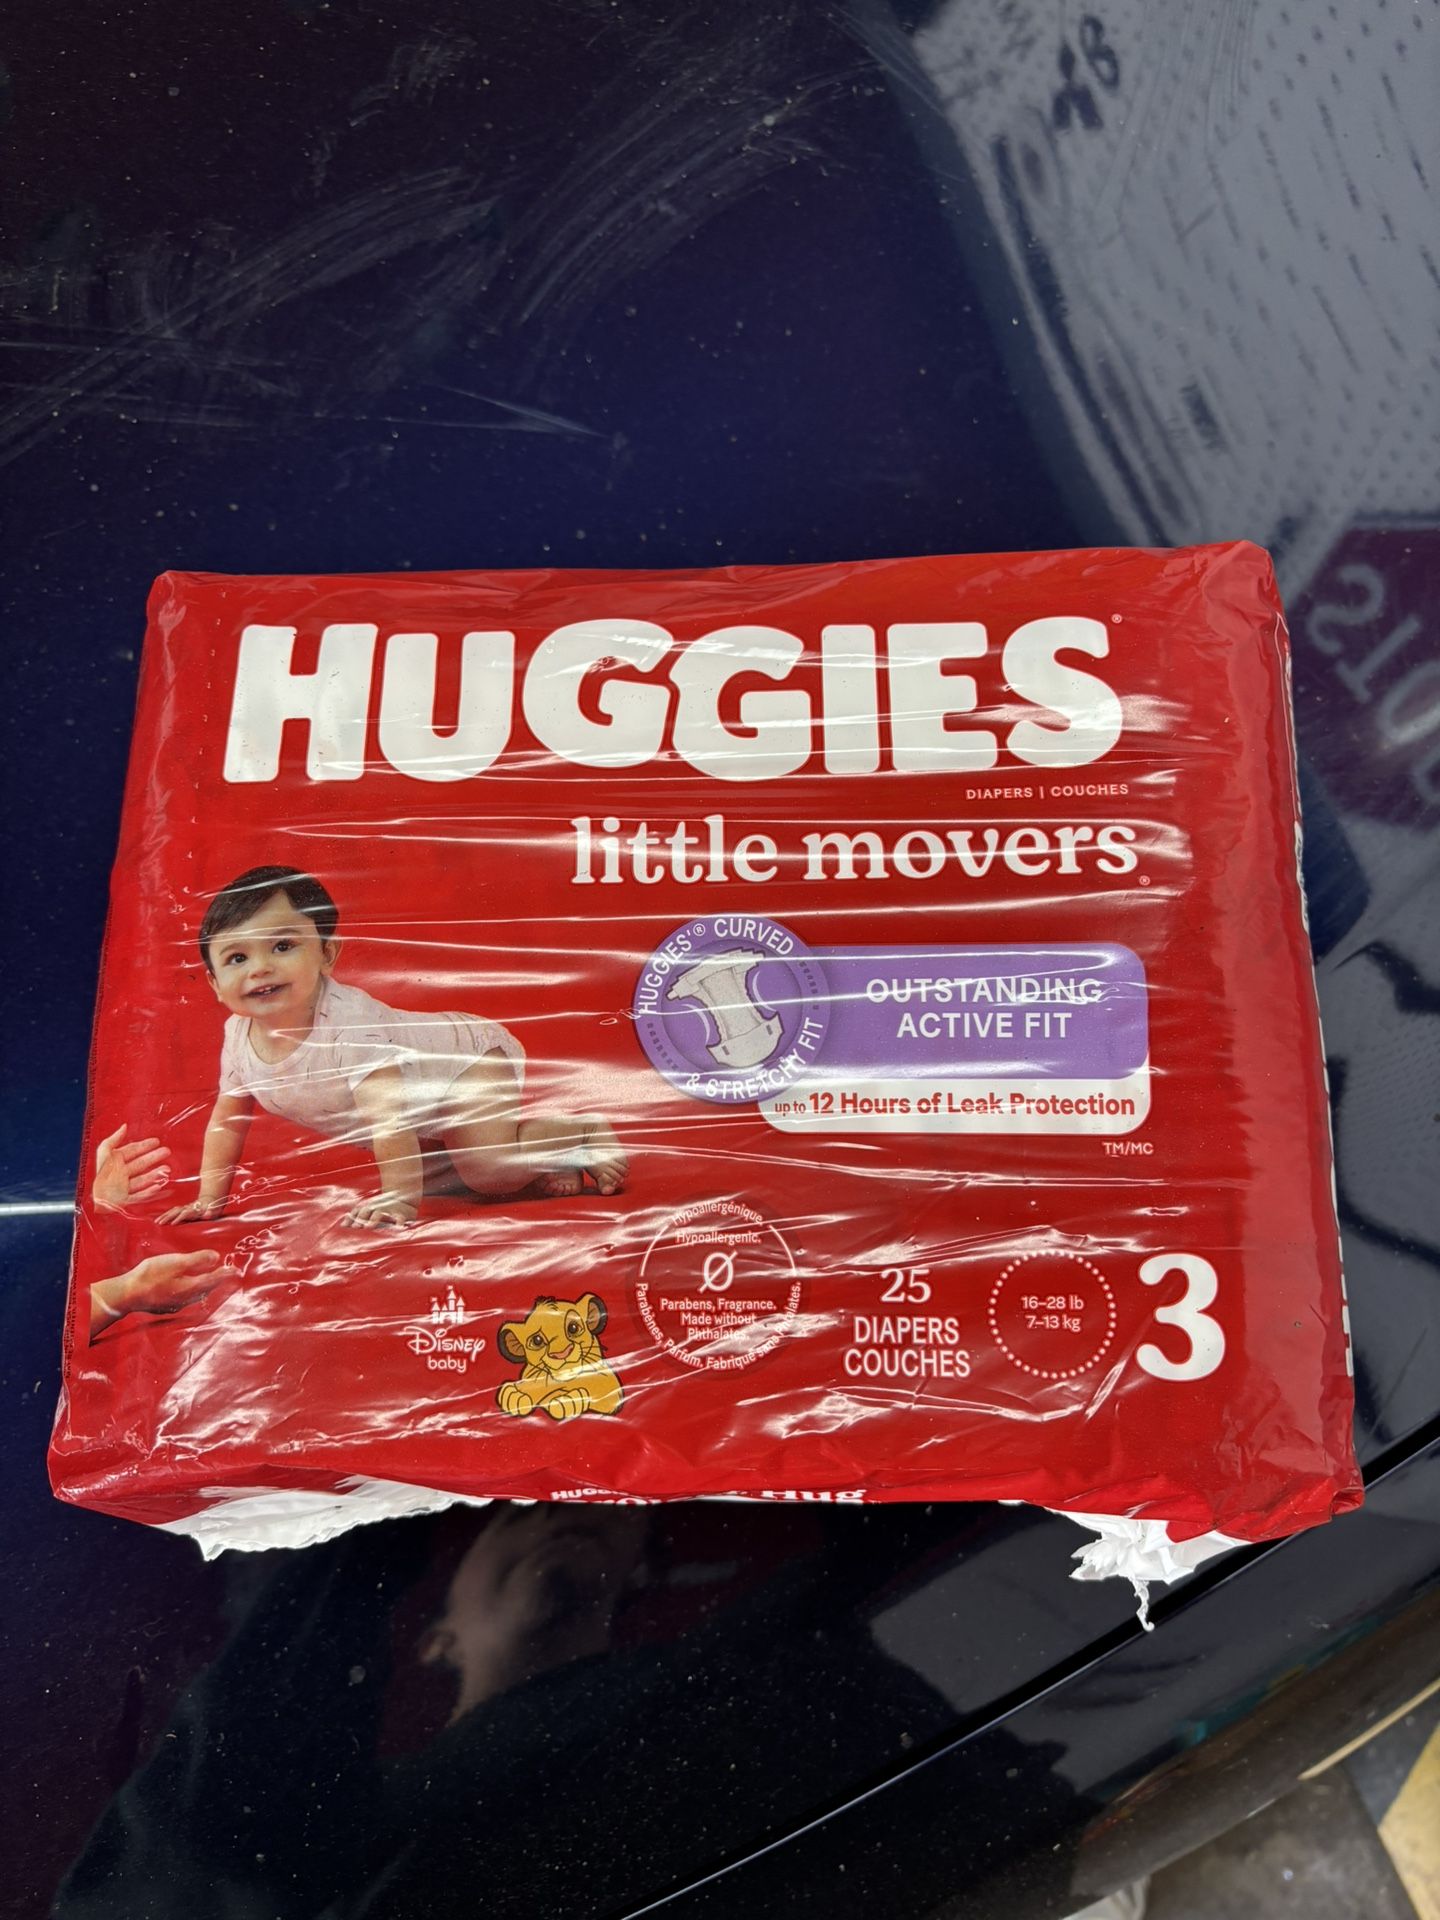 HUGGIES®
DIAPERS | COUCHES
little movers®
HUGGIES'® CURVED
& STRETCHY FIT
OUTSTANDING
ACTIVE FIT
up to 12 Hours of Leak Protection
TM/MC
Hypoallergénique
Hypoallergenic.
Parabens, Fragrance.
Made without
Phthalates.
Parabènes, Parfum. Fabriqué sans Phtalates.
Disney
baby
25
DIAPERS
COUCHES
16–28 lb
7–13 kg
3
Hug